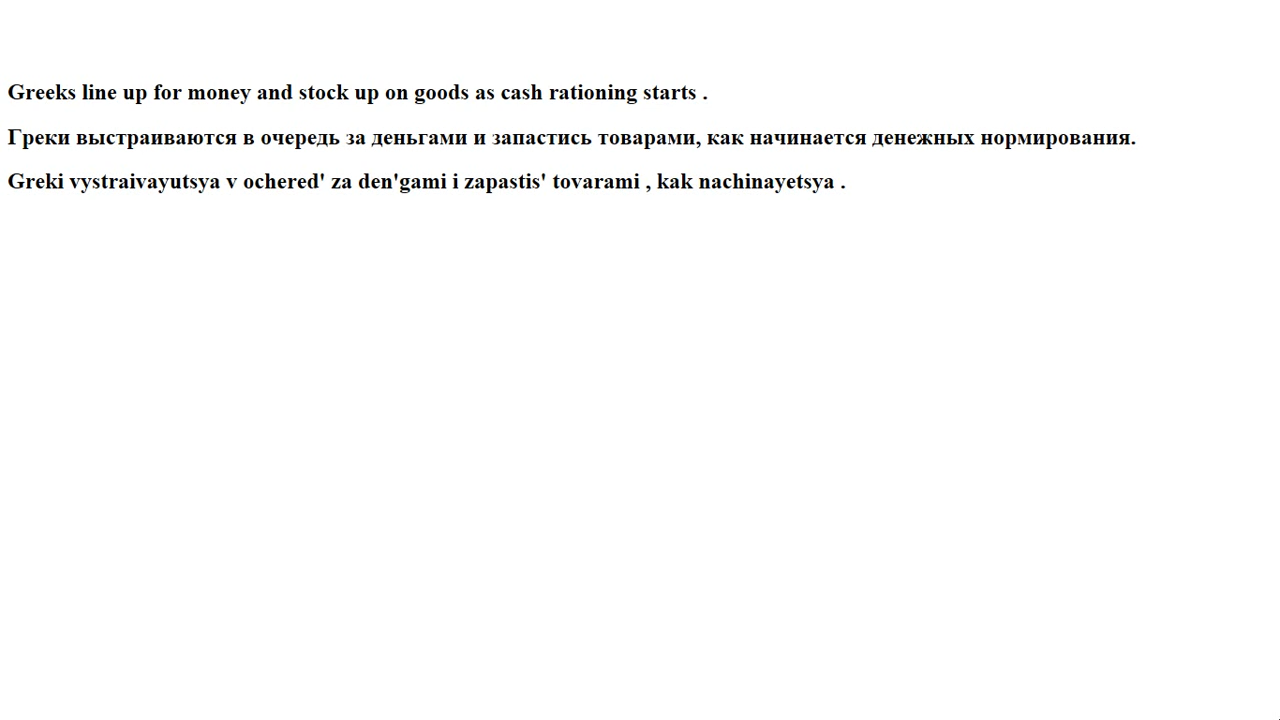 Greeks line up for money and stock up on goods as cash rationing starts .
Греки выстраиваются в очередь за деньгами и запастись товарами, как начинается денежных нормирования.
Greki vystraivayutsya v ochered' za den'gami i zapastis' tovarami , kak nachinayetsya .